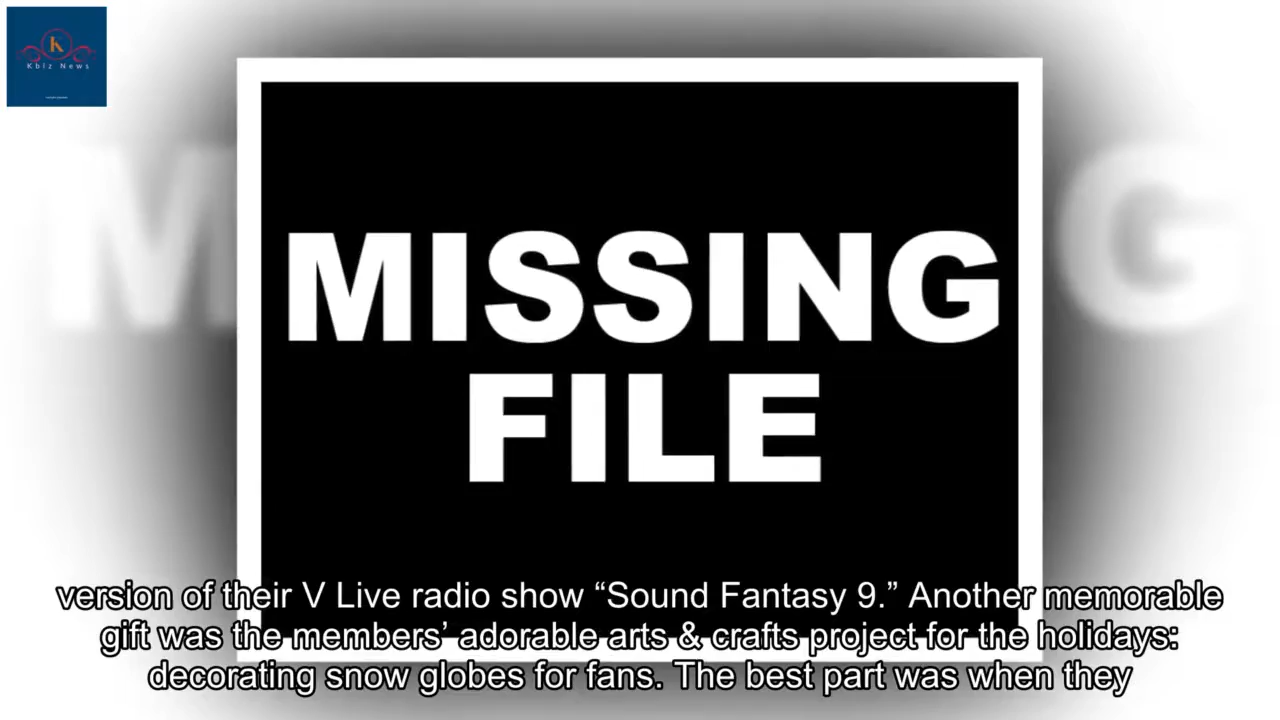 K
Kblz News
MISSING
FILE
version of their V Live radio show “Sound Fantasy 9.” Another memorable
gift was the members’ adorable arts & crafts project for the holidays:
decorating snow globes for fans. The best part was when they